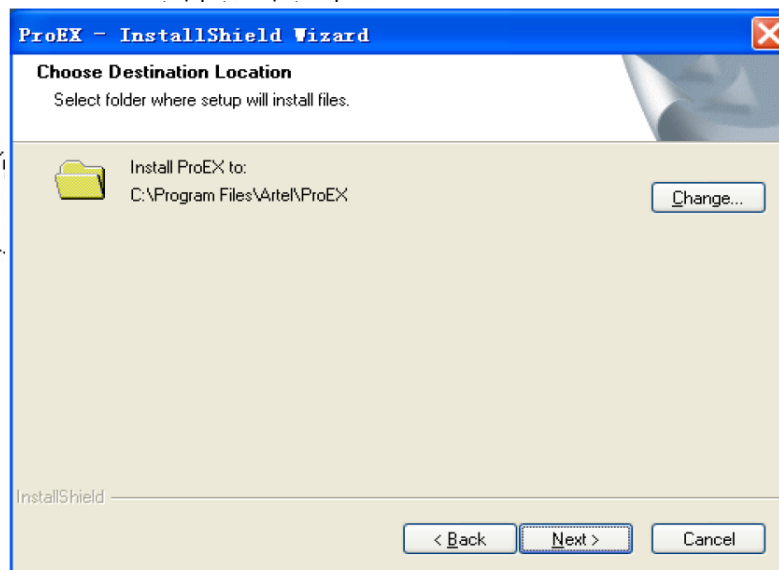 ProEX - InstallShield Wizard
Choose Destination Location
Select folder where setup will install files.
Install ProEX to:
C:\Program Files\Artel\ProEX
Change...
InstallShield
< Back
Next >
Cancel